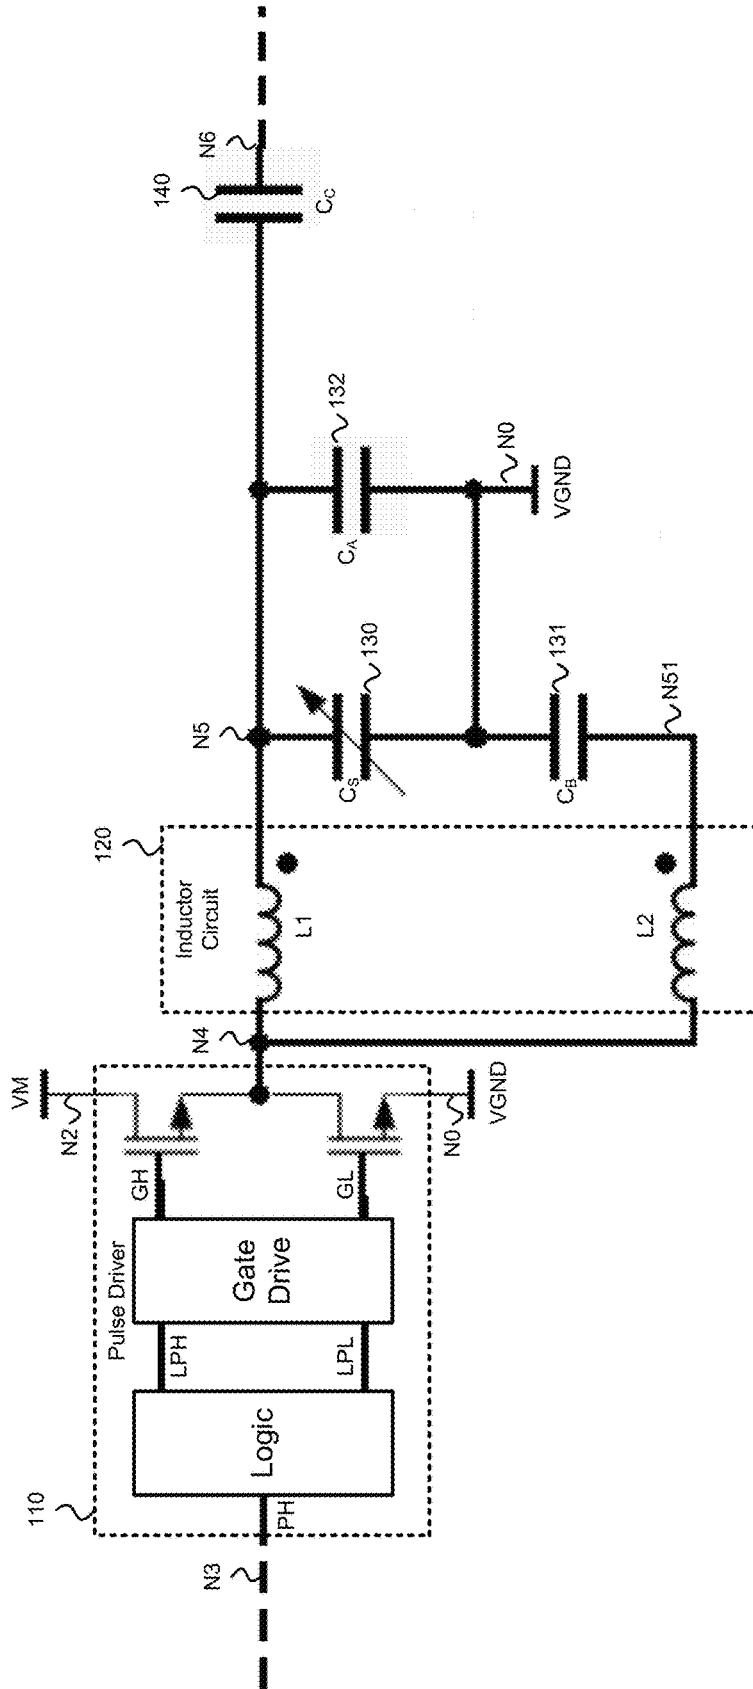 110
Pulse Driver
VM
N2
N3
PH
Logic
LPH
LPL
Gate
Drive
GH
GL
N0
VGND
N4
120
Inductor
Circuit
L1
L2
N5
CS
130
CB
131
N51
CA
132
N0
VGND
140
CC
N6